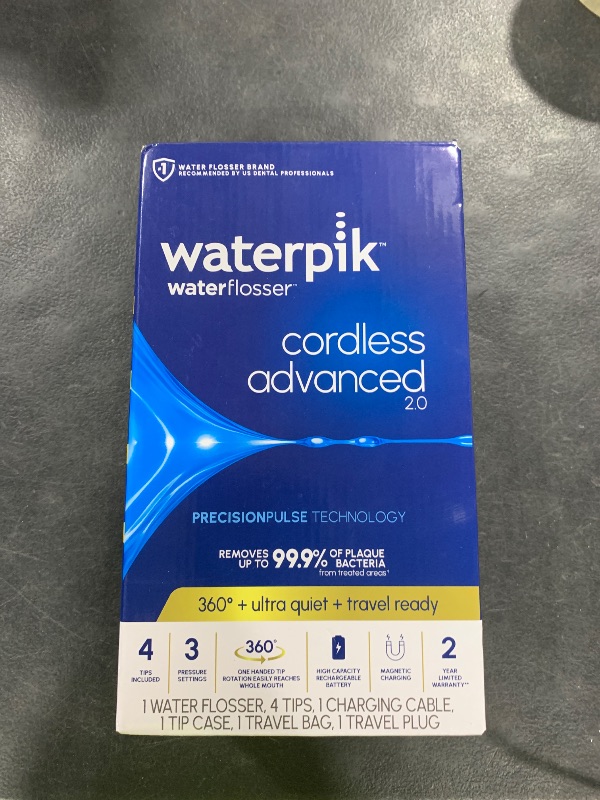 #1 WATER FLOSSER BRAND
RECOMMENDED BY US DENTAL PROFESSIONALS
waterpik™
waterflosser™
cordless
advanced
2.0
PRECISIONPULSE TECHNOLOGY
REMOVES UP TO 99.9% OF PLAQUE BACTERIA
from treated areas*
360° + ultra quiet + travel ready
4
TIPS
INCLUDED
3
PRESSURE
SETTINGS
360°
ONE HANDED TIP
ROTATION EASILY REACHES
WHOLE MOUTH
HIGH CAPACITY
RECHARGEABLE
BATTERY
MAGNETIC
CHARGING
2
YEAR
LIMITED
WARRANTY**
1 WATER FLOSSER, 4 TIPS, 1 CHARGING CABLE,
1 TIP CASE, 1 TRAVEL BAG, 1 TRAVEL PLUG